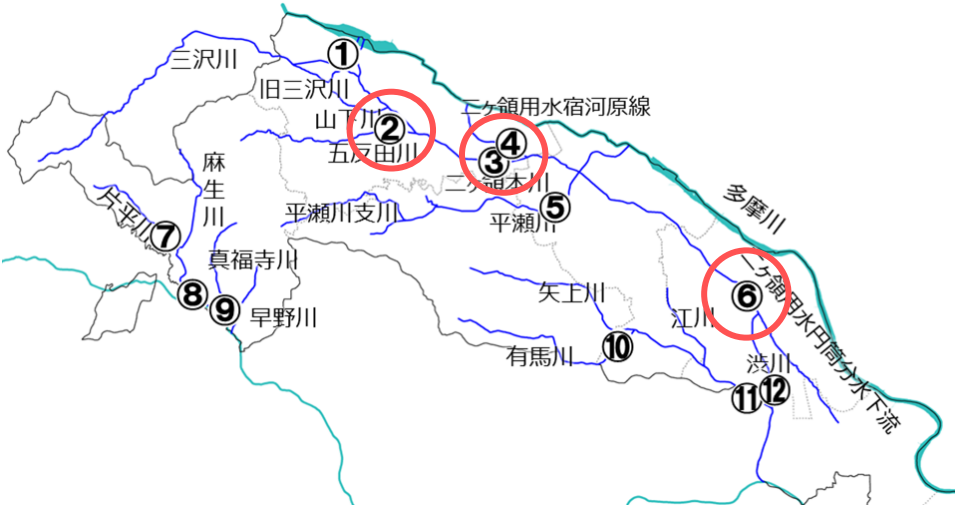 ①
三沢川
旧三沢川
山下川
②
二ヶ領用水宿河原線
④
③
五反田川
二ヶ領本川
麻生川
片平川
平瀬川支川
平瀬川
⑤
多摩川
⑦
真福寺川
⑧
⑨
早野川
矢上川
江川
⑥
二ヶ領用水円筒分水下流
有馬川
⑩
渋川
⑪
⑫